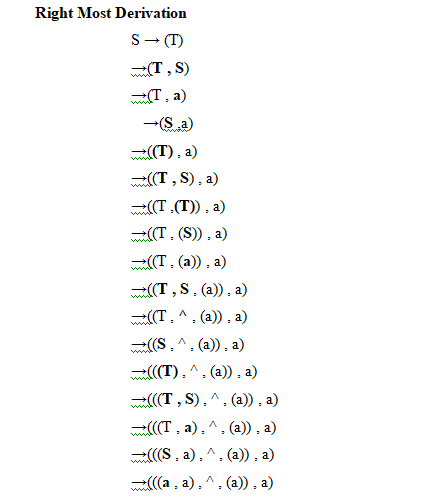 Right Most Derivation
S → (T)
→(T , S)
→(T , a)
→(S ,a)
→((T) , a)
→((T , S) , a)
→((T ,(T)) , a)
→((T , (S)) , a)
→((T , (a)) , a)
→((T , S , (a)) , a)
→((T , ^ , (a)) , a)
→((S , ^ , (a)) , a)
→(((T) , ^ , (a)) , a)
→(((T , S) , ^ , (a)) , a)
→(((T , a) , ^ , (a)) , a)
→(((S , a) , ^ , (a)) , a)
→(((a , a) , ^ , (a)) , a)